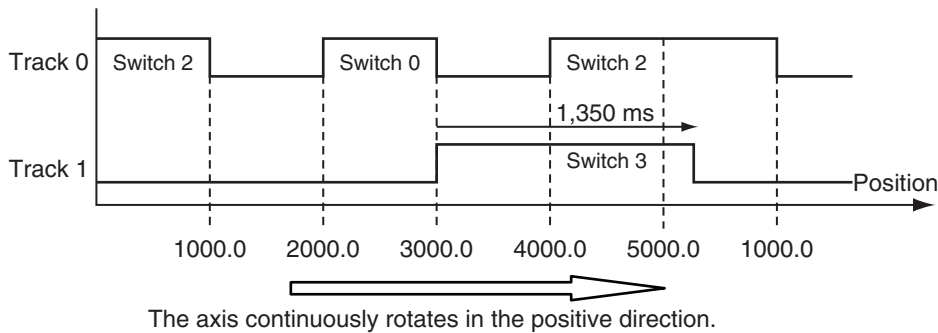 Track 0
Switch 2
Switch 0
Switch 2
1,350 ms
Track 1
Switch 3
Position
1000.0 2000.0 3000.0 4000.0 5000.0 1000.0
The axis continuously rotates in the positive direction.